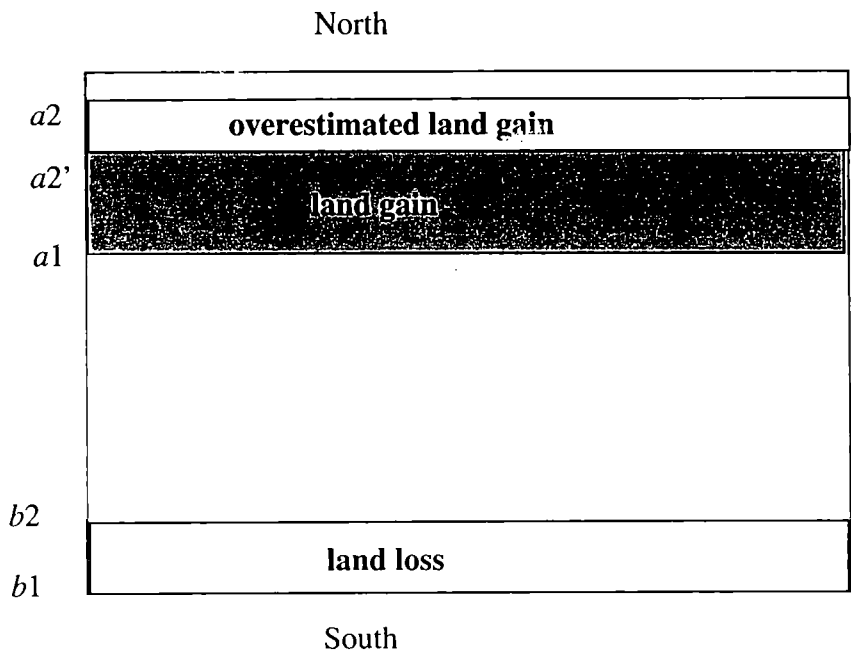 North
a2
overestimated land gain
a2'
land gain
a1
b2
land loss
b1
South